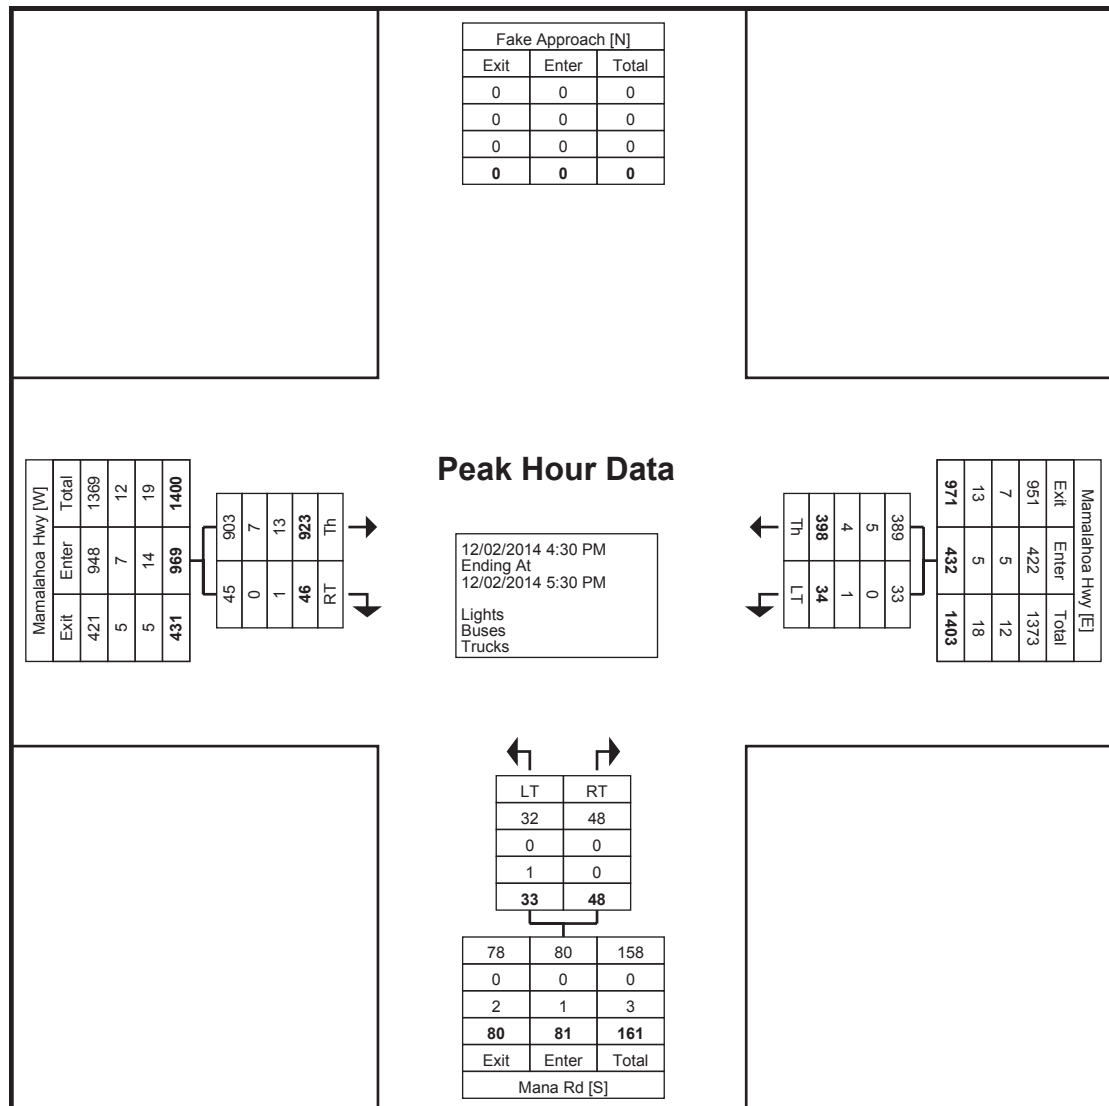 Fake Approach [N]
Exit Enter Total
0 0 0
0 0 0
0 0 0
0 0 0
Peak Hour Data
12/02/2014 4:30 PM
Ending At
12/02/2014 5:30 PM
Lights
Buses
Trucks
Mamalahoa Hwy [W]
Total Enter Exit
1369 948 421
12 7 5
19 14 5
1400 969 431
903 45
7 0
13 1
923 46
Th RT
Mamalahoa Hwy [E]
Exit Enter Total
951 422 1373
7 5 12
13 5 18
971 432 1403
389 33
5 0
4 1
398 34
Th LT
LT RT
32 48
0 0
1 0
33 48
78 80 158
0 0 0
2 1 3
80 81 161
Exit Enter Total
Mana Rd [S]